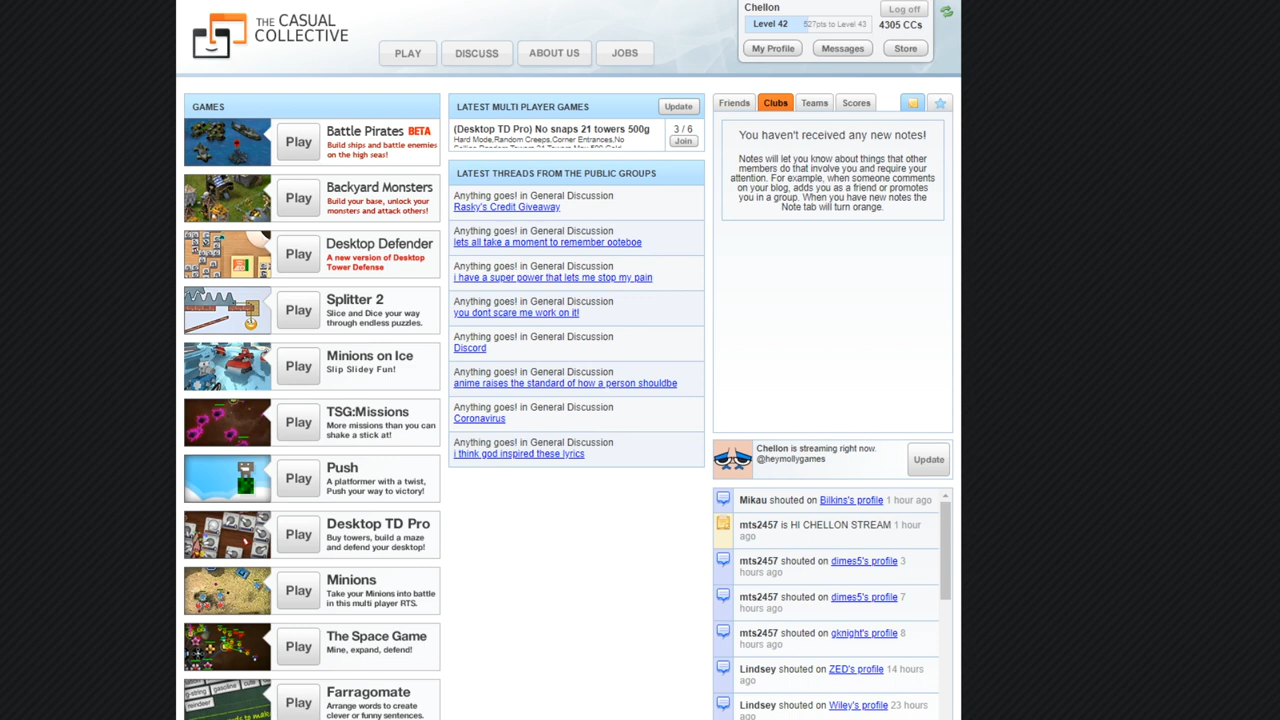 THE CASUAL
COLLECTIVE
PLAY
DISCUSS
ABOUT US
JOBS
Chellon
Log off
Level 42
527pts to Level 43
4305 CCs
My Profile
Messages
Store
GAMES
Play
Battle Pirates BETA
Build ships and battle enemies
on the high seas!
Play
Backyard Monsters
Build your base, unlock your
monsters and attack others!
Play
Desktop Defender
A new version of Desktop
Tower Defense
Play
Splitter 2
Slice and Dice your way
through endless puzzles.
Play
Minions on Ice
Slip Slidey Fun!
Play
TSG:Missions
More missions than you can
shake a stick at!
Play
Push
A platformer with a twist,
Push your way to victory!
Play
Desktop TD Pro
Buy towers, build a maze
and defend your desktop!
Play
Minions
Take your Minions into battle
in this multi player RTS.
Play
The Space Game
Mine, expand, defend!
g-string
gasoline
cute
reindeer
Play
Farragomate
Arrange words to create
clever or funny sentences.
LATEST MULTI PLAYER GAMES
Update
(Desktop TD Pro) No snaps 21 towers 500g
Hard Mode,Random Creeps,Corner Entrances,No
3 / 6
Join
LATEST THREADS FROM THE PUBLIC GROUPS
Anything goes! in General Discussion
Rasky's Credit Giveaway
Anything goes! in General Discussion
lets all take a moment to remember ooteboe
Anything goes! in General Discussion
i have a super power that lets me stop my pain
Anything goes! in General Discussion
you dont scare me work on it!
Anything goes! in General Discussion
Discord
Anything goes! in General Discussion
anime raises the standard of how a person shouldbe
Anything goes! in General Discussion
Coronavirus
Anything goes! in General Discussion
i think god inspired these lyrics
Friends
Clubs
Teams
Scores
You haven't received any new notes!
Notes will let you know about things that other
members do that involve you and require your
attention. For example, when someone comments
on your blog, adds you as a friend or promotes
you in a group. When you have new notes the
Note tab will turn orange.
Chellon is streaming right now.
@heymollygames
Update
Mikau shouted on Bilkins's profile 1 hour ago
mts2457 is HI CHELLON STREAM 1 hour
ago
mts2457 shouted on dimes5's profile 3
hours ago
mts2457 shouted on dimes5's profile 7
hours ago
mts2457 shouted on gknight's profile 8
hours ago
Lindsey shouted on ZED's profile 14 hours
ago
Lindsey shouted on Wiley's profile 23 hours
ago